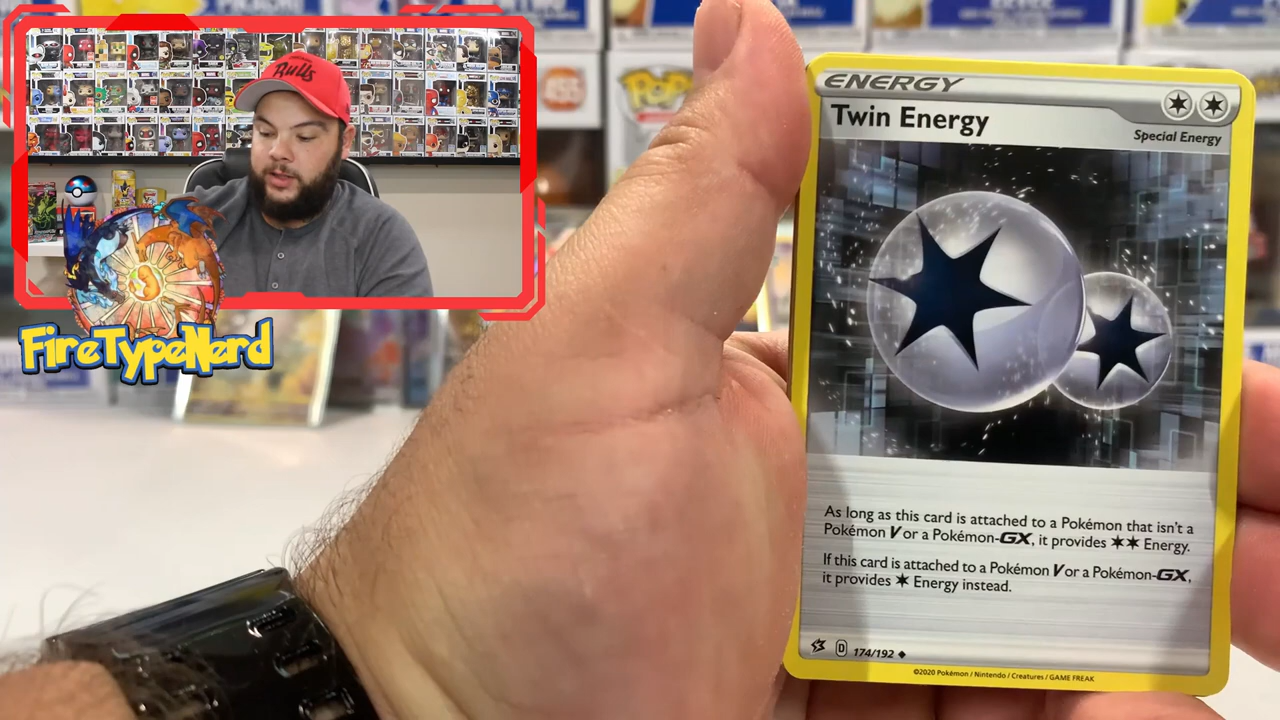 Bulls
FireTypeNerd
POP
ENERGY
Twin Energy
Special Energy
As long as this card is attached to a Pokémon that isn't a
Pokémon V or a Pokémon-GX, it provides ✶✶ Energy.
If this card is attached to a Pokémon V or a Pokémon-GX,
it provides ✶ Energy instead.
D 174/192
©2020 Pokémon / Nintendo / Creatures / GAME FREAK